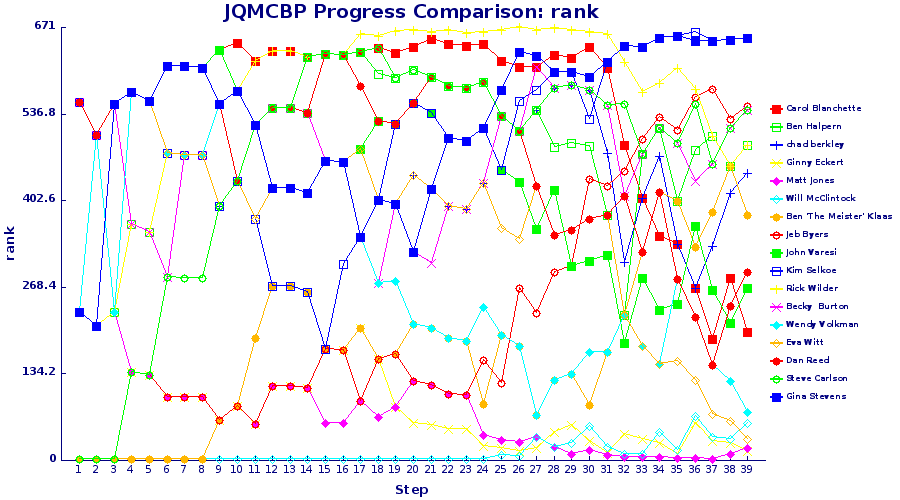 JQMCBP Progress Comparison: rank
671
536.8
402.6
268.4
134.2
0
rank
1 2 3 4 5 6 7 8 9 10 11 12 13 14 15 16 17 18 19 20 21 22 23 24 25 26 27 28 29 30 31 32 33 34 35 36 37 38 39
Step
Carol Blanchette
Ben Halpern
chad berkley
Ginny Eckert
Matt Jones
Will McClintock
Ben 'The Meister' Klaas
Jeb Byers
John Varesi
Kim Selkoe
Rick Wilder
Becky Burton
Wendy Volkman
Eva Witt
Dan Reed
Steve Carlson
Gina Stevens